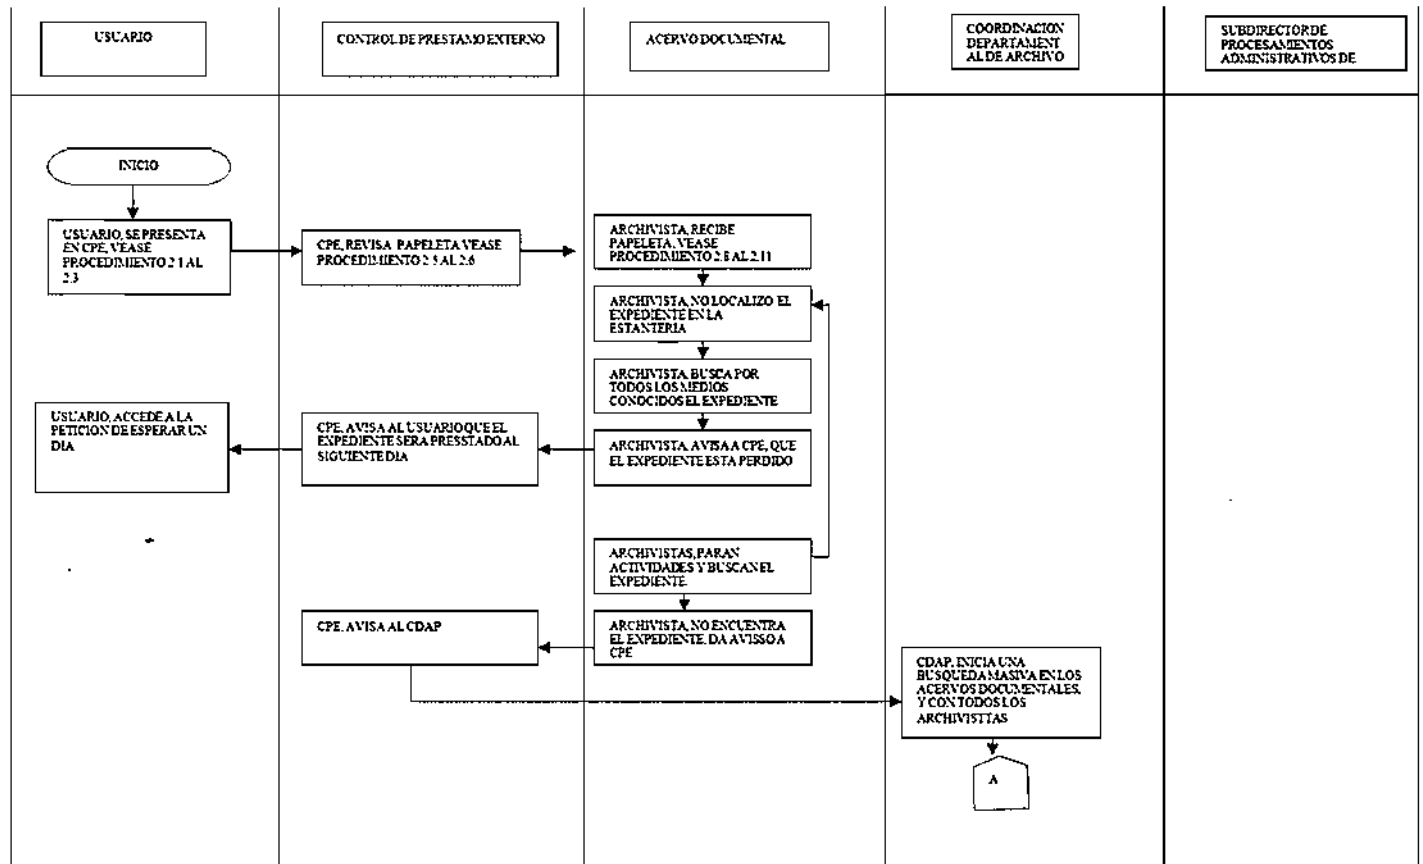 USUARIO
CONTROL DE PRESTAMO EXTERNO
ACERVO DOCUMENTAL
COORDINACION
DEPARTAMENT
AL DE ARCHIVO
SUBDIRECTOR DE
PROCESAMIENTOS
ADMINISTRATIVOS DE
INICIO
USUARIO, SE PRESENTA
EN CPE, VEASE
PROCEDIMIENTO 2.1 AL
2.3
CPE, REVISA PAPELETA VEASE
PROCEDIMIENTO 2.5 AL 2.6
ARCHIVISTA, RECIBE
PAPELETA, VEASE
PROCEDIMIENTO 2.8 AL 2.11
ARCHIVISTA, NO LOCALIZO EL
EXPEDIENTE EN LA
ESTANTERIA
ARCHIVISTA, BUSCA POR
TODOS LOS MEDIOS
CONOCIDOS EL EXPEDIENTE
USUARIO, ACCEDE A LA
PETICION DE ESPERAR UN
DIA
CPE, AVISA AL USUARIO QUE EL
EXPEDIENTE SERA PRESSTADO AL
SIGUIENTE DIA
ARCHIVISTA, AVISA A CPE, QUE
EL EXPEDIENTE ESTA PERDIDO
ARCHIVISTAS, PARAN
ACTIVIDADES Y BUSCAN EL
EXPEDIENTE.
CPE, AVISA AL CDAP
ARCHIVISTA, NO ENCUENTRA
EL EXPEDIENTE, DA AVISSO A
CPE
CDAP, INICIA UNA
BUSQUEDA MASIVA EN LOS
ACERVOS DOCUMENTALES,
Y CON TODOS LOS
ARCHIVISTTAS
A